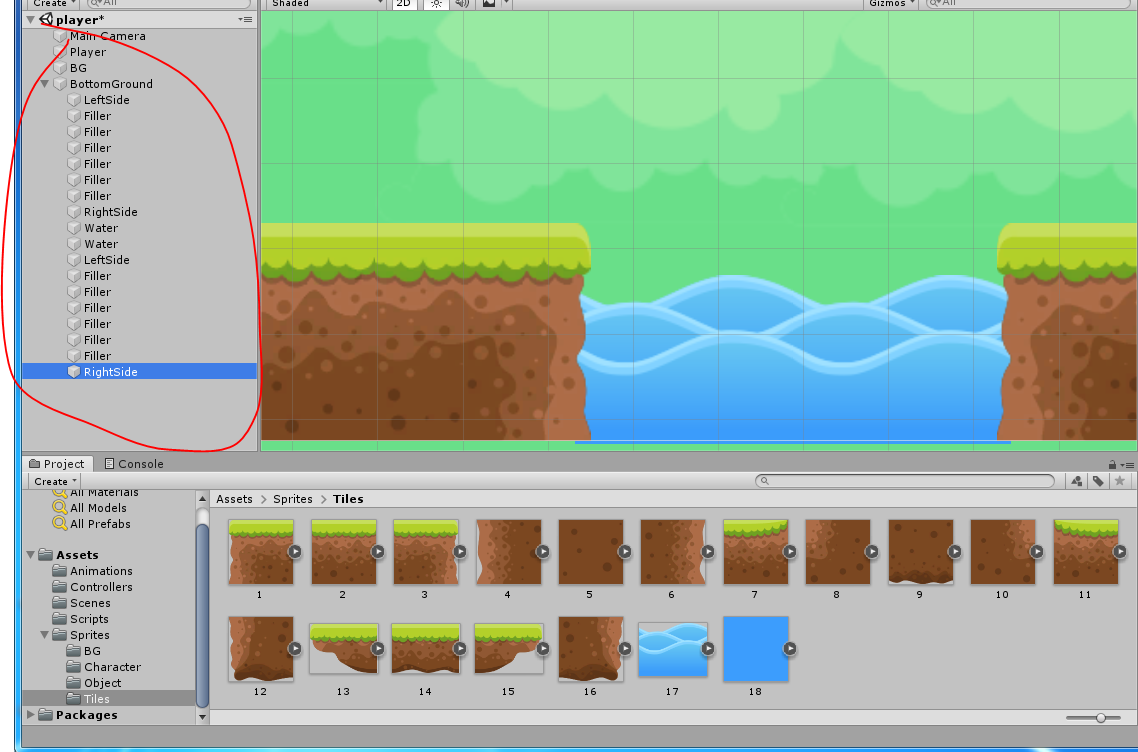 Create
All
Shaded
2D
Gizmos
All
player*
Main Camera
Player
BG
BottomGround
LeftSide
Filler
Filler
Filler
Filler
Filler
Filler
RightSide
Water
Water
LeftSide
Filler
Filler
Filler
Filler
Filler
Filler
RightSide
Project
Console
Create
All Materials
All Models
All Prefabs
Assets
Animations
Controllers
Scenes
Scripts
Sprites
BG
Character
Object
Tiles
Packages
Assets > Sprites > Tiles
1 2 3 4 5 6 7 8 9 10 11
12 13 14 15 16 17 18